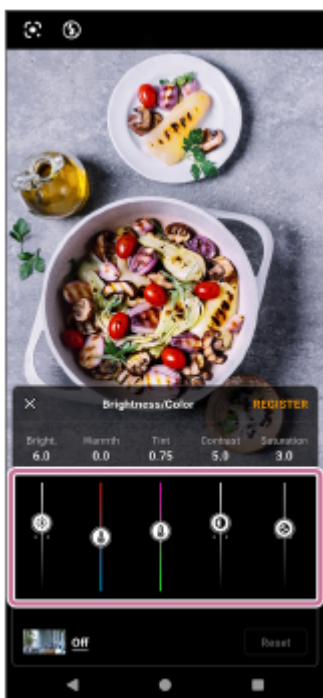 Brightness/Color REGISTER
Bright. Warmth Tint Contrast Saturation
6.0 0.0 0.75 5.0 3.0
Off Reset